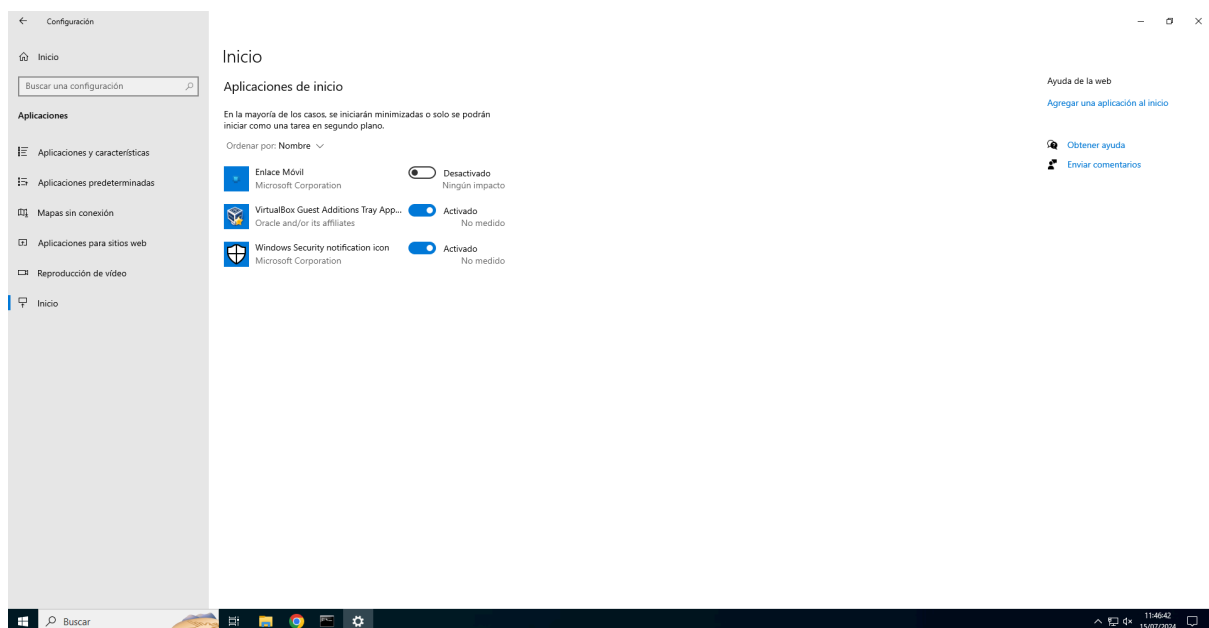 Configuración
Inicio
Buscar una configuración
Aplicaciones
Aplicaciones y características
Aplicaciones predeterminadas
Mapas sin conexión
Aplicaciones para sitios web
Reproducción de vídeo
Inicio
Inicio
Aplicaciones de inicio
En la mayoría de los casos, se iniciarán minimizadas o solo se podrán
iniciar como una tarea en segundo plano.
Ordenar por: Nombre
Enlace Móvil Desactivado
Microsoft Corporation Ningún impacto
VirtualBox Guest Additions Tray App... Activado
Oracle and/or its affiliates No medido
Windows Security notification icon Activado
Microsoft Corporation No medido
Ayuda de la web
Agregar una aplicación al inicio
Obtener ayuda
Enviar comentarios
Buscar
11:46:42
15/07/2024